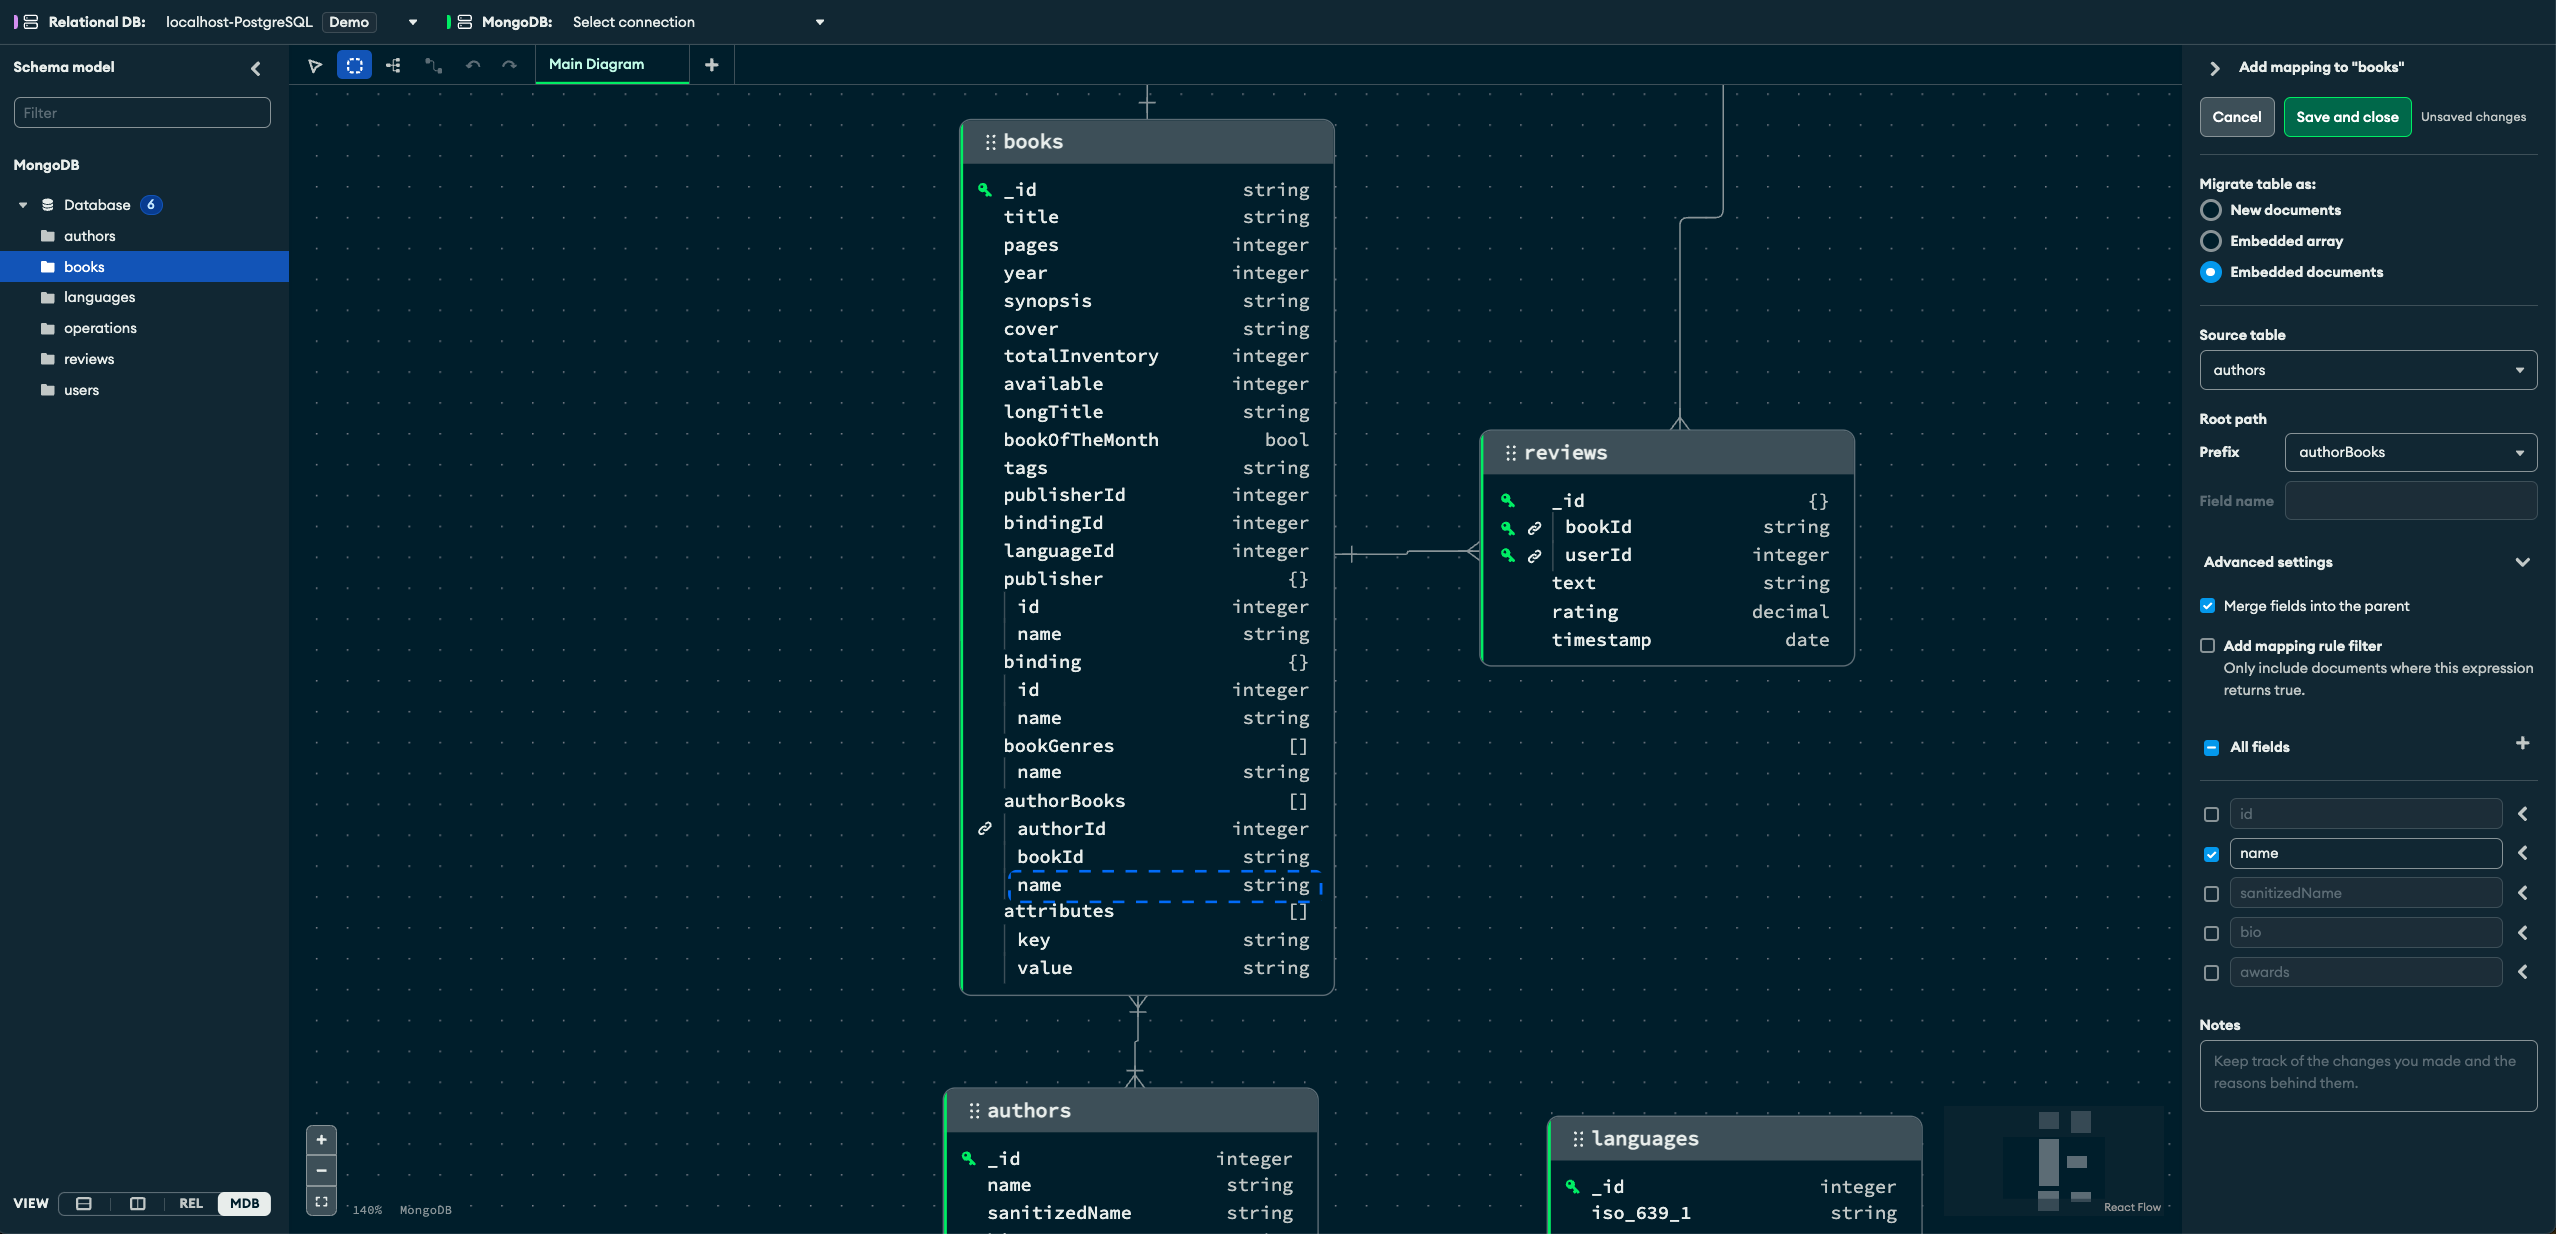 Relational DB: localhost-PostgreSQL Demo MongoDB: Select connection
Schema model
Filter
MongoDB
Database 6
authors
books
languages
operations
reviews
users
VIEW REL MDB
Main Diagram
books
_id string
title string
pages integer
year integer
synopsis string
cover string
totalInventory integer
available integer
longTitle string
bookOfTheMonth bool
tags string
publisherId integer
bindingId integer
languageId integer
publisher {}
id integer
name string
binding {}
id integer
name string
bookGenres []
name string
authorBooks []
authorId integer
bookId string
name string
attributes []
key string
value string
reviews
_id {}
bookId string
userId integer
text string
rating decimal
timestamp date
authors
_id integer
name string
sanitizedName string
languages
_id integer
iso_639_1 string
140% MongoDB
React Flow
Add mapping to "books"
Cancel Save and close Unsaved changes
Migrate table as:
New documents
Embedded array
Embedded documents
Source table
authors
Root path
Prefix authorBooks
Field name
Advanced settings
Merge fields into the parent
Add mapping rule filter
Only include documents where this expression
returns true.
All fields
id
name
sanitizedName
bio
awards
Notes
Keep track of the changes you made and the
reasons behind them.